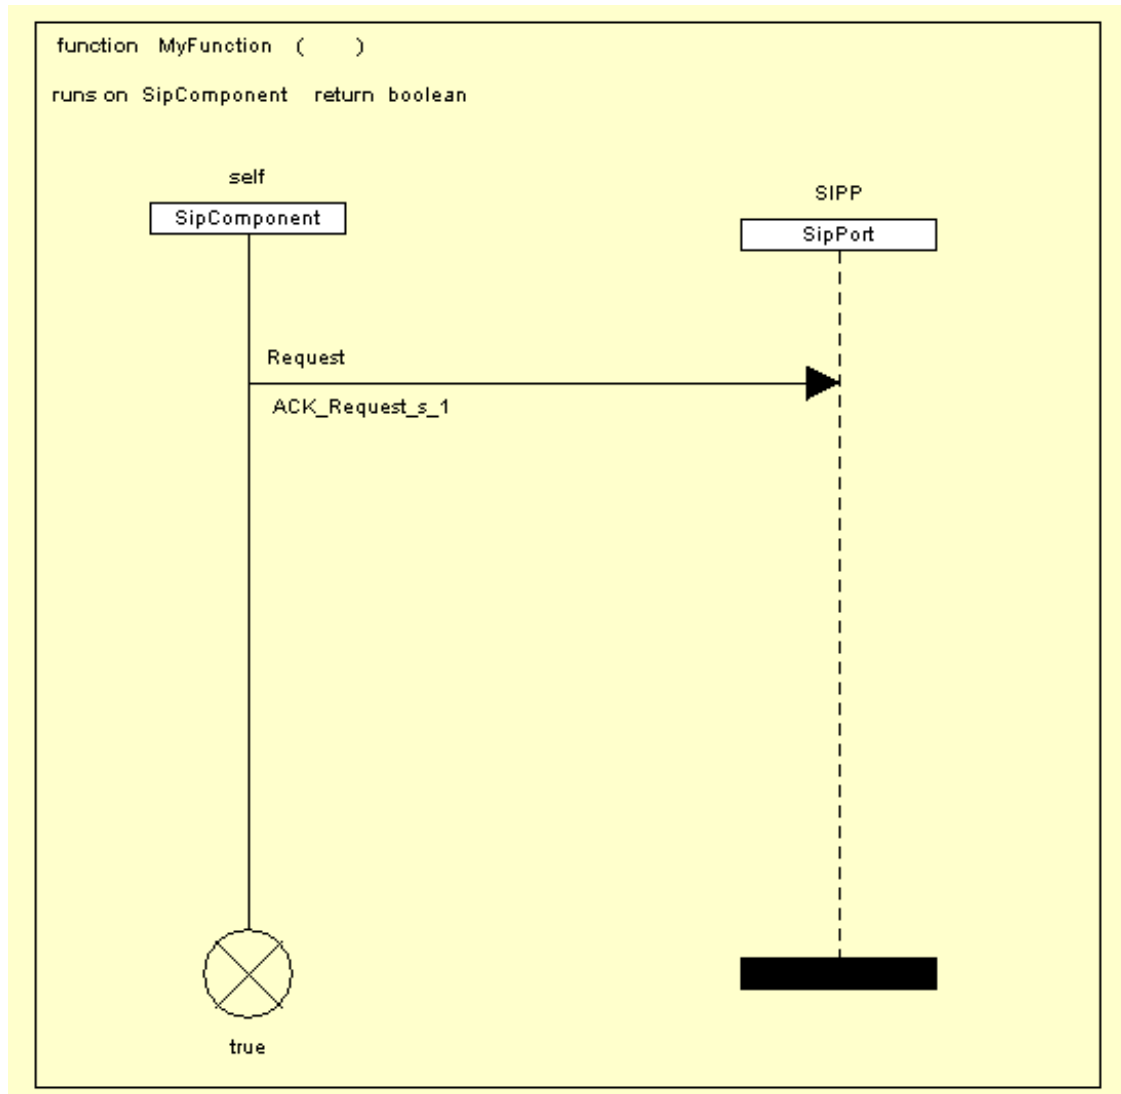 function MyFunction ( )
runs on SipComponent return boolean
self
SipComponent
SIPP
SipPort
Request
ACK_Request_s_1
true